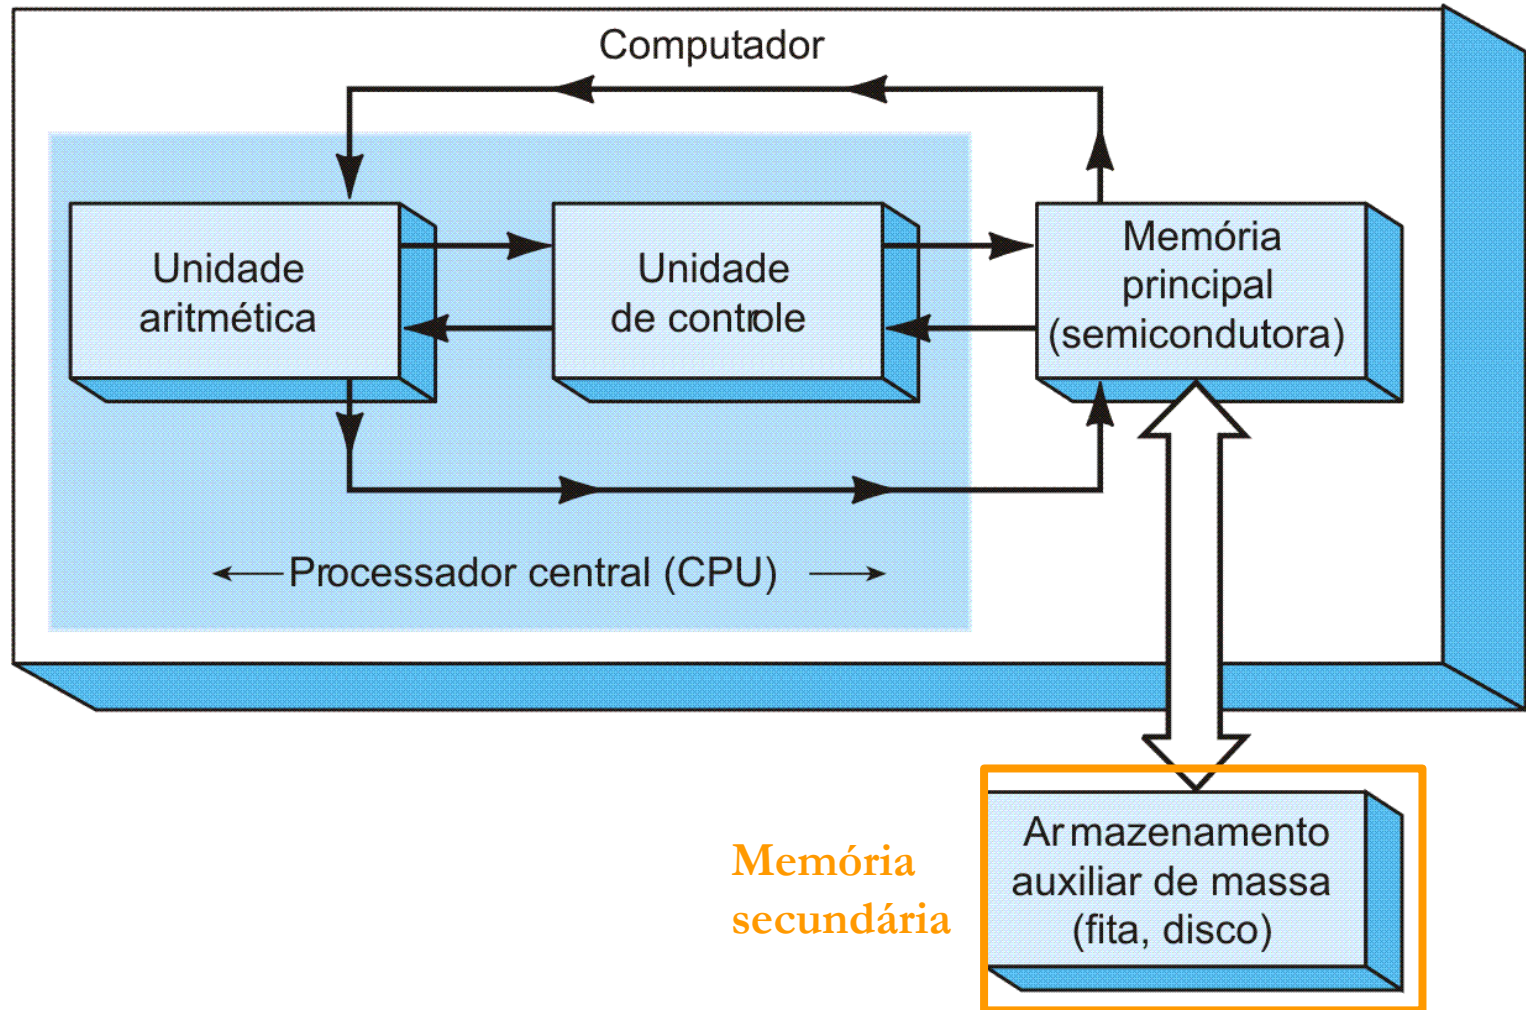 Computador
Unidade
aritmética
Unidade
de controle
Memória
principal
(semicondutora)
Processador central (CPU)
Memória
secundária
Armazenamento
auxiliar de massa
(fita, disco)